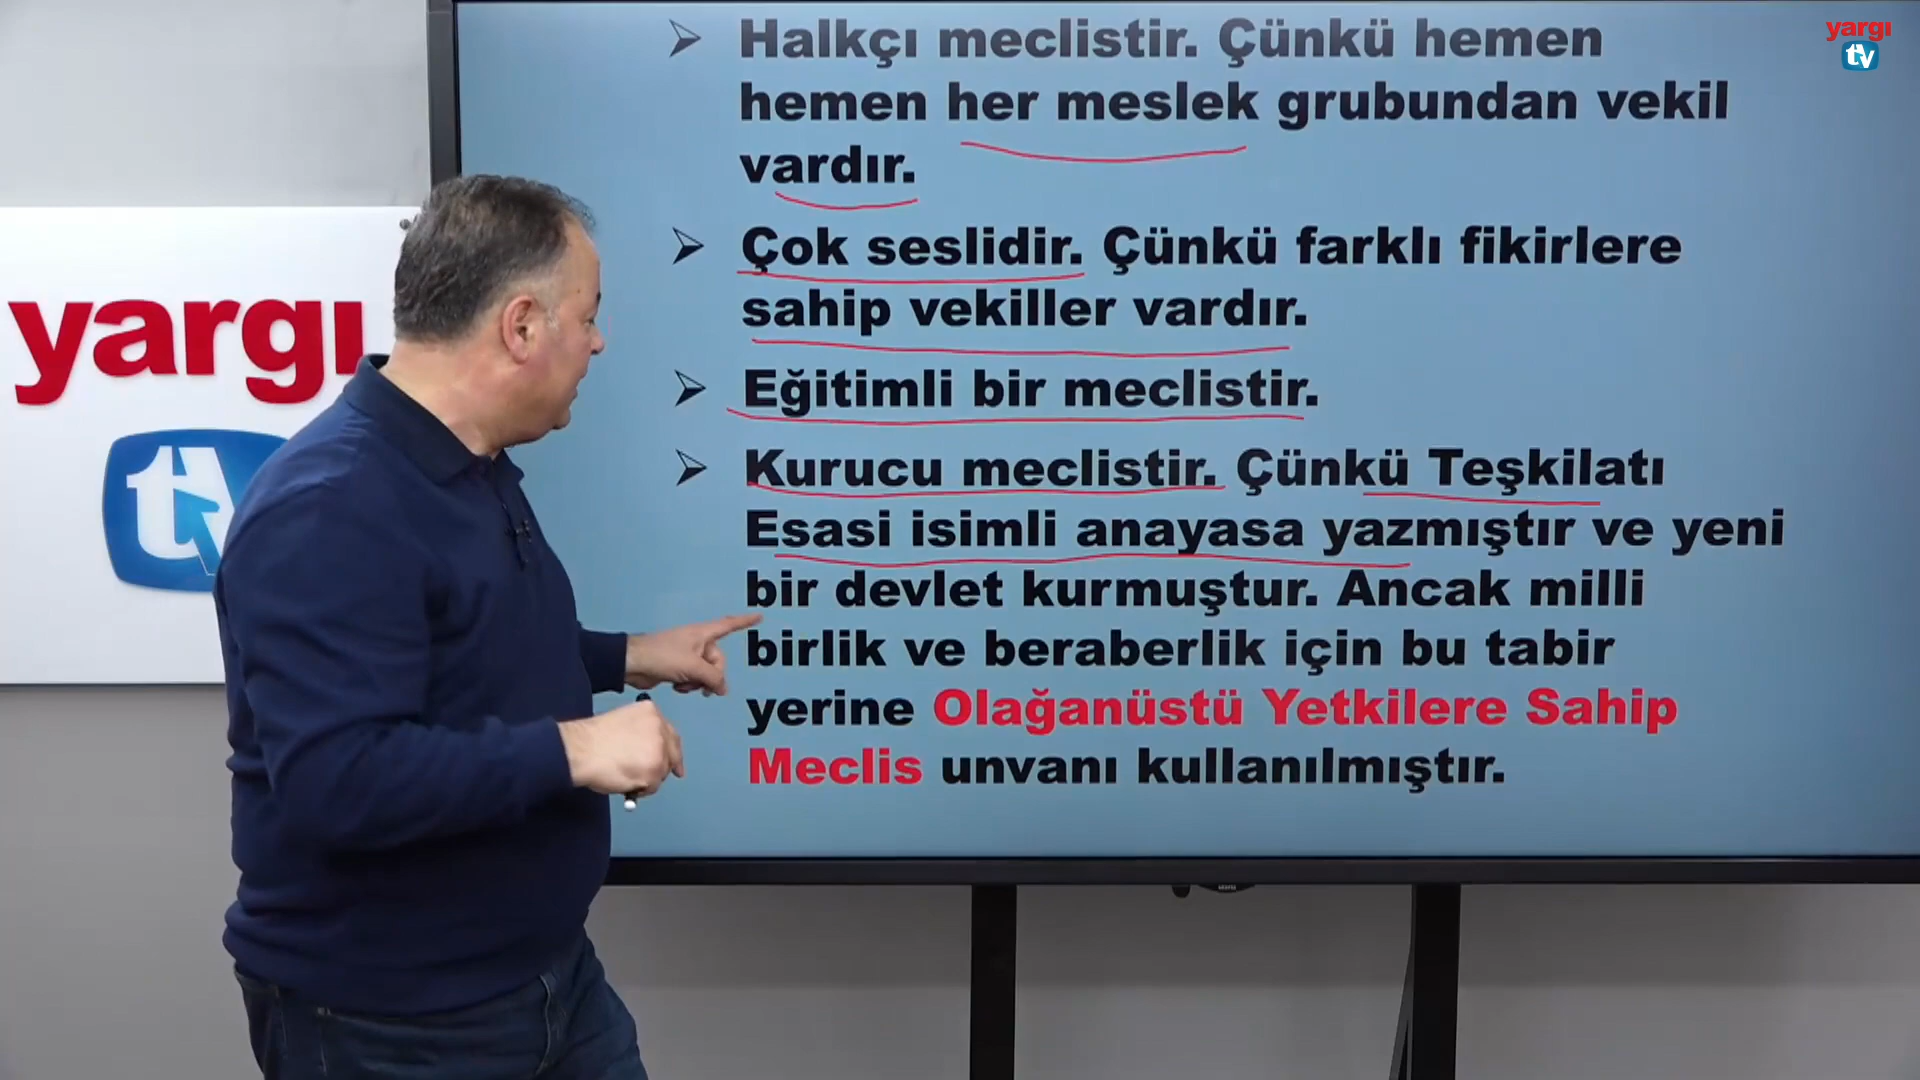 yargı
tv
yargı
tv
➢ Halkçı meclistir. Çünkü hemen
hemen her meslek grubundan vekil
vardır.
➢ Çok seslidir. Çünkü farklı fikirlere
sahip vekiller vardır.
➢ Eğitimli bir meclistir.
➢ Kurucu meclistir. Çünkü Teşkilatı
Esasi isimli anayasa yazmıştır ve yeni
bir devlet kurmuştur. Ancak milli
birlik ve beraberlik için bu tabir
yerine Olağanüstü Yetkilere Sahip
Meclis unvanı kullanılmıştır.